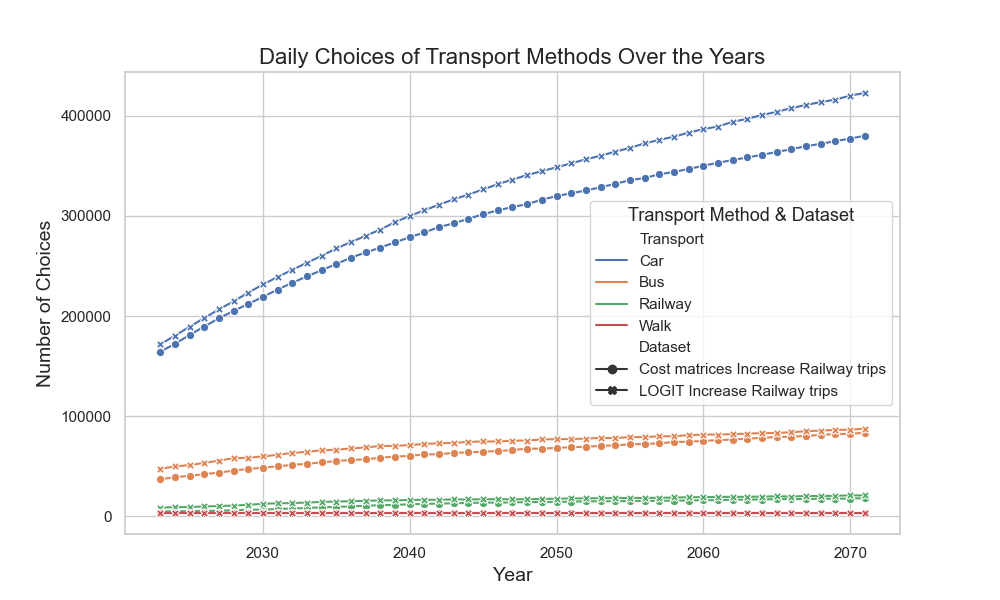 Daily Choices of Transport Methods Over the Years
400000
300000
200000
100000
0
Number of Choices
Transport Method & Dataset
Transport
Car
Bus
Railway
Walk
Dataset
Cost matrices Increase Railway trips
LOGIT Increase Railway trips
2030
2040
2050
2060
2070
Year